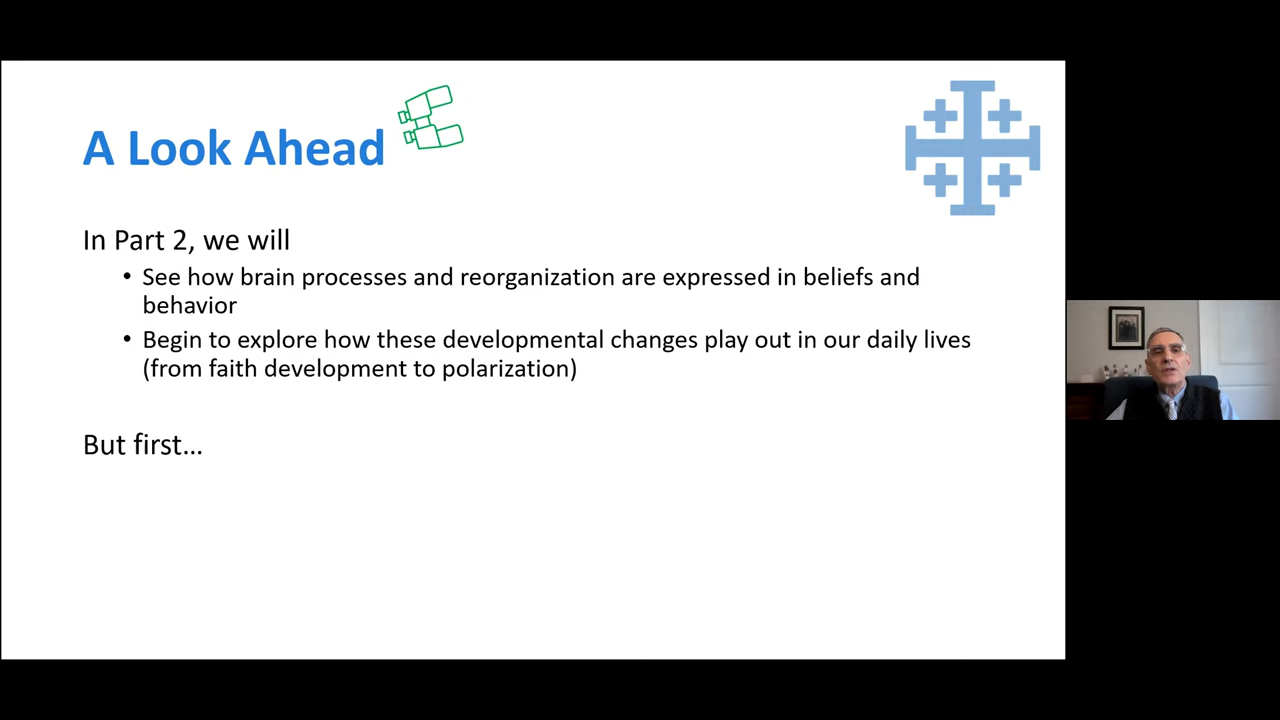 A Look Ahead
In Part 2, we will
• See how brain processes and reorganization are expressed in beliefs and
behavior
• Begin to explore how these developmental changes play out in our daily lives
(from faith development to polarization)
But first...